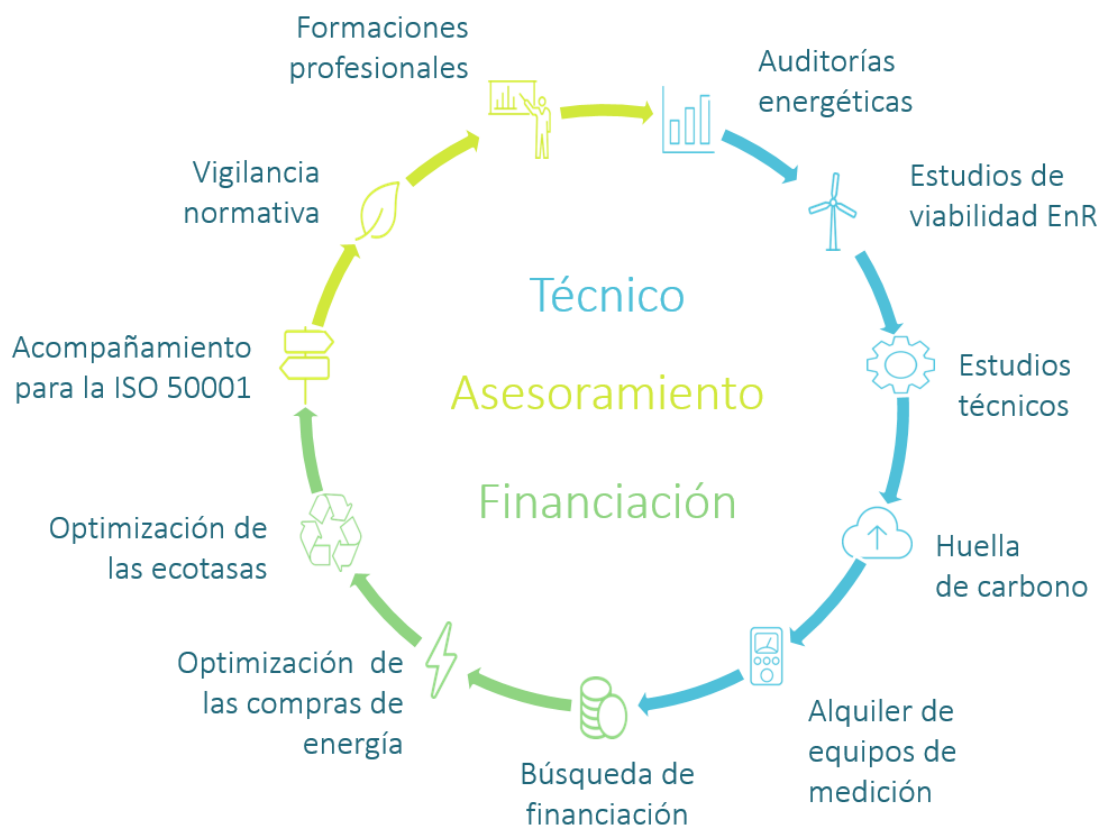 Formaciones
profesionales
Auditorías
energéticas
Vigilancia
normativa
Estudios de
viabilidad EnR
Técnico
Acompañamiento
para la ISO 50001
Estudios
técnicos
Asesoramiento
Financiación
Optimización de
las ecotasas
Huella
de carbono
Optimización de
las compras de
energía
Alquiler de
equipos de
medición
Búsqueda de
financiación